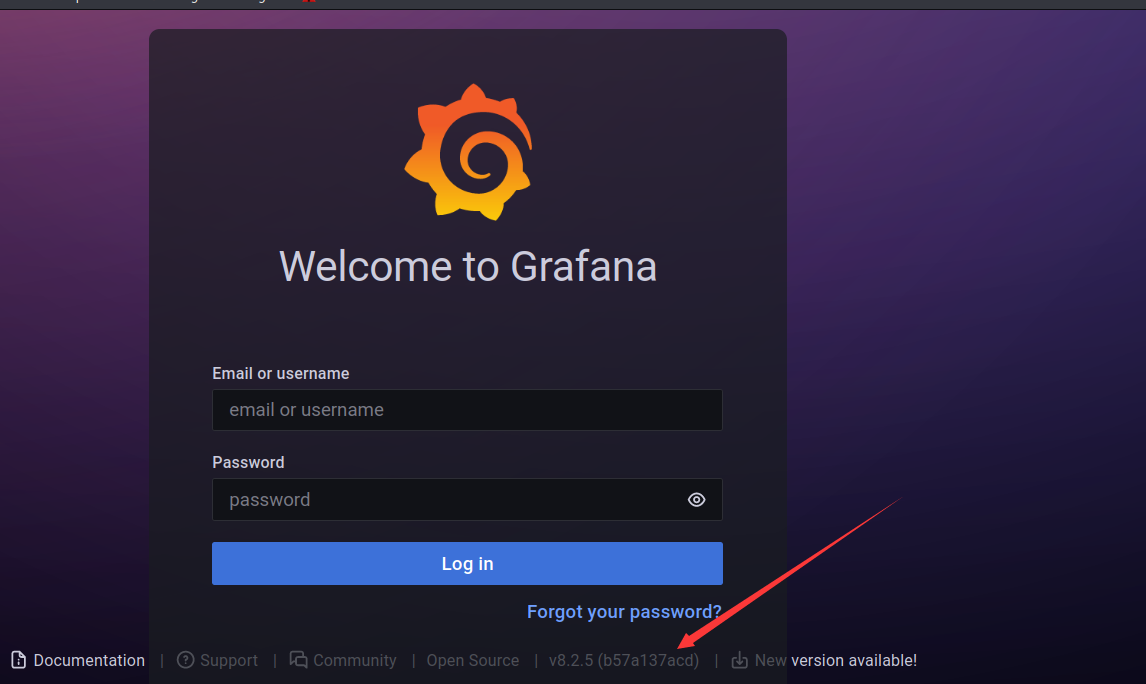 Welcome to Grafana
Email or username
email or username
Password
password
Log in
Forgot your password?
Documentation | Support | Community | Open Source | v8.2.5 (b57a137acd) | New version available!